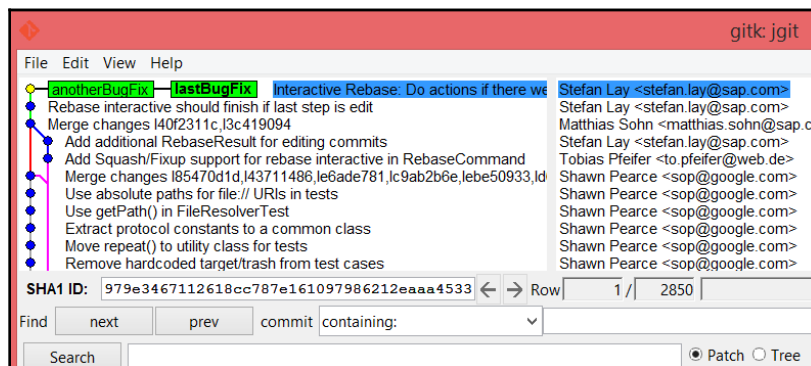 gitk: jgit
File Edit View Help
anotherBugFix lastBugFix Interactive Rebase: Do actions if there we Stefan Lay <stefan.lay@sap.com>
Rebase interactive should finish if last step is edit Stefan Lay <stefan.lay@sap.com>
Merge changes I40f2311c,I3c419094 Matthias Sohn <matthias.sohn@sap.c
Add additional RebaseResult for editing commits Stefan Lay <stefan.lay@sap.com>
Add Squash/Fixup support for rebase interactive in RebaseCommand Tobias Pfeifer <to.pfeifer@web.de>
Merge changes I85470d1d,I43711486,Ie6ade781,Ic9ab2b6e,Iebe50933,Id Shawn Pearce <sop@google.com>
Use absolute paths for file:// URIs in tests Shawn Pearce <sop@google.com>
Use getPath() in FileResolverTest Shawn Pearce <sop@google.com>
Extract protocol constants to a common class Shawn Pearce <sop@google.com>
Move repeat() to utility class for tests Shawn Pearce <sop@google.com>
Remove hardcoded target/trash from test cases Shawn Pearce <sop@google.com>
SHA1 ID: 979e3467112618cc787e161097986212eaaa4533 ← → Row 1 / 2850
Find next prev commit containing:
Search Patch Tree